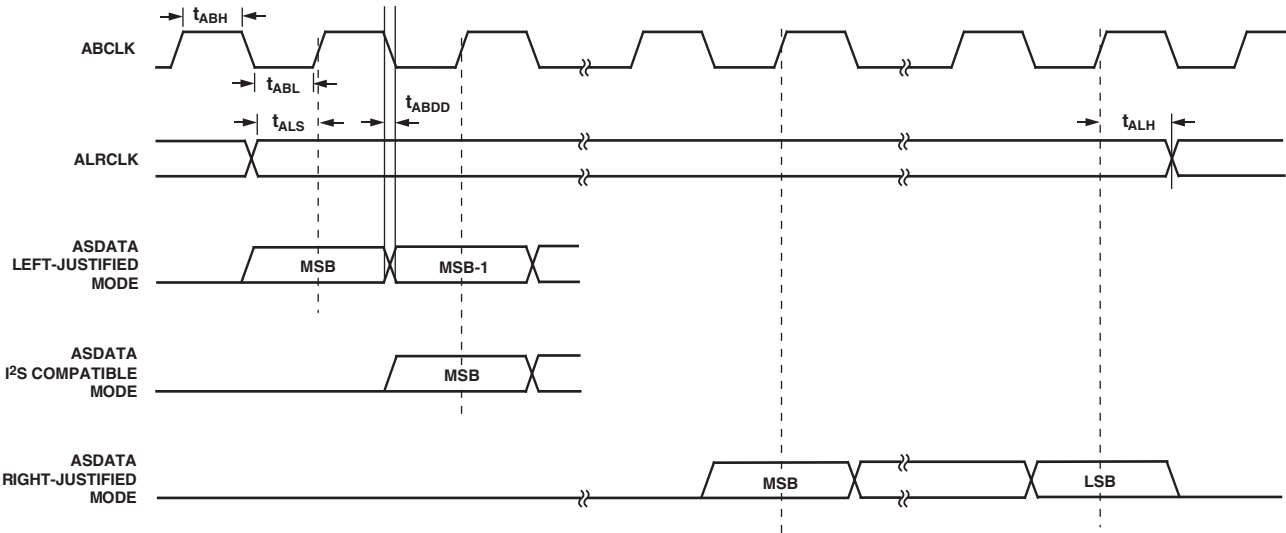 tABH
ABCLK
tABL
tABDD
tALS
tALH
ALRCLK
ASDATA
LEFT-JUSTIFIED
MODE
MSB
MSB-1
ASDATA
I²S COMPATIBLE
MODE
MSB
ASDATA
RIGHT-JUSTIFIED
MODE
MSB
LSB